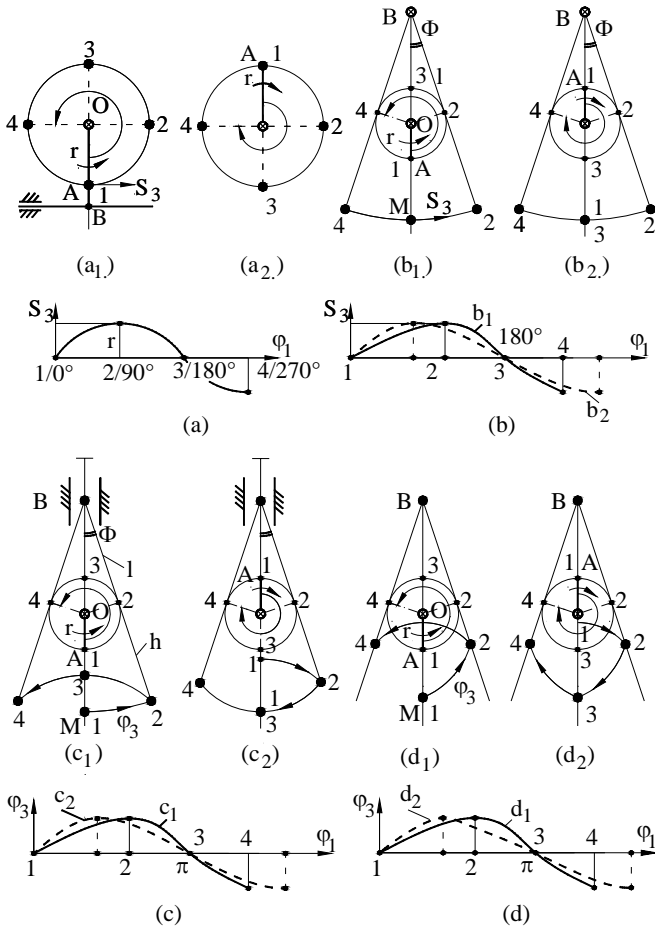 3 O 4 2 r A 1 S3 B
A 1 r 4 2 3
B Φ 3 1 4 2 O r 1 A M S3 4 2
B Φ A 1 4 2 3 1 4 3 2
(a1.) (a2.) (b1.) (b2.)
S3 r φ1
1/0° 2/90° 3/180° 4/270°
(a)
S3 b1 180° 4 φ1
1 2 3 b2
(b)
B Φ l 3 4 O 2 r h A 1 3 4 M 1 φ3 2
1 A 4 2 3 1 2 4 3
B 3 4 O 2 r 4 A 1 2 φ3 M 1
B 1 A 4 2 1 4 3 2 3
(c1) (c2) (d1) (d2)
φ3 c2 c1 3 4 φ1
1 2 π
(c)
φ3 d2 d1 3 4 φ1
1 2 π
(d)